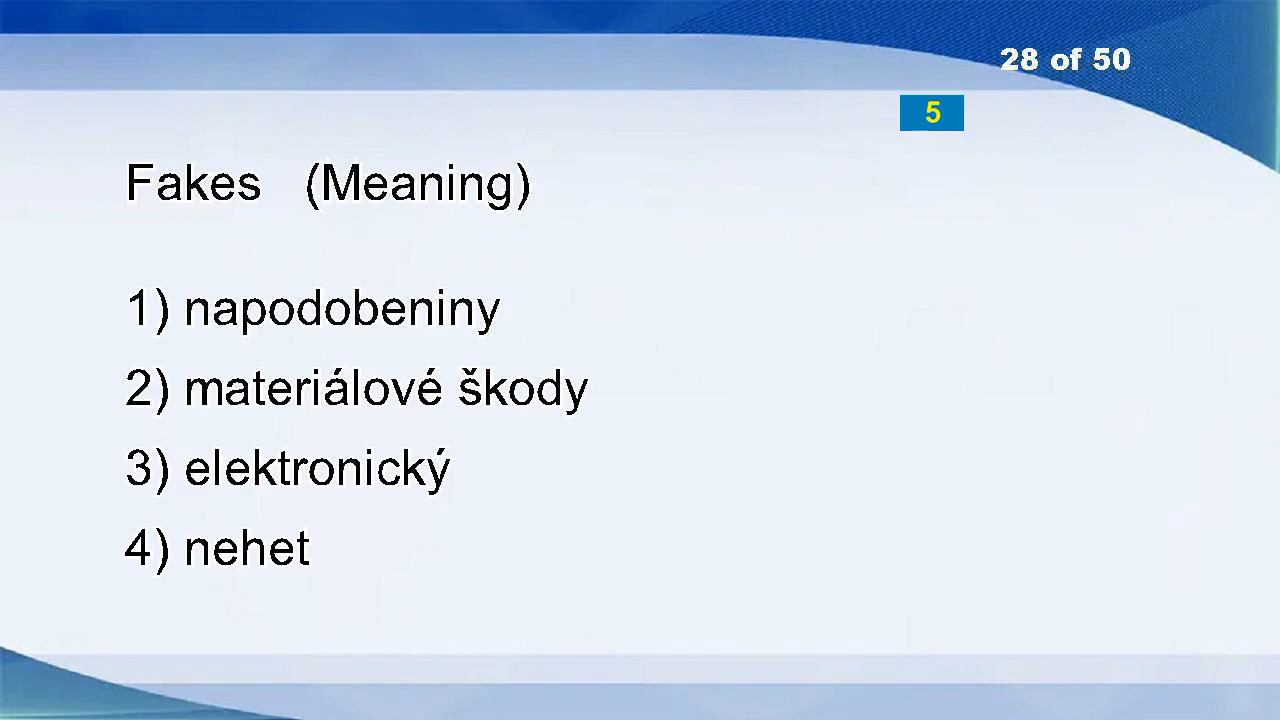 28 of 50
5
Fakes (Meaning)
1) napodobeniny
2) materiálové škody
3) elektronický
4) nehet